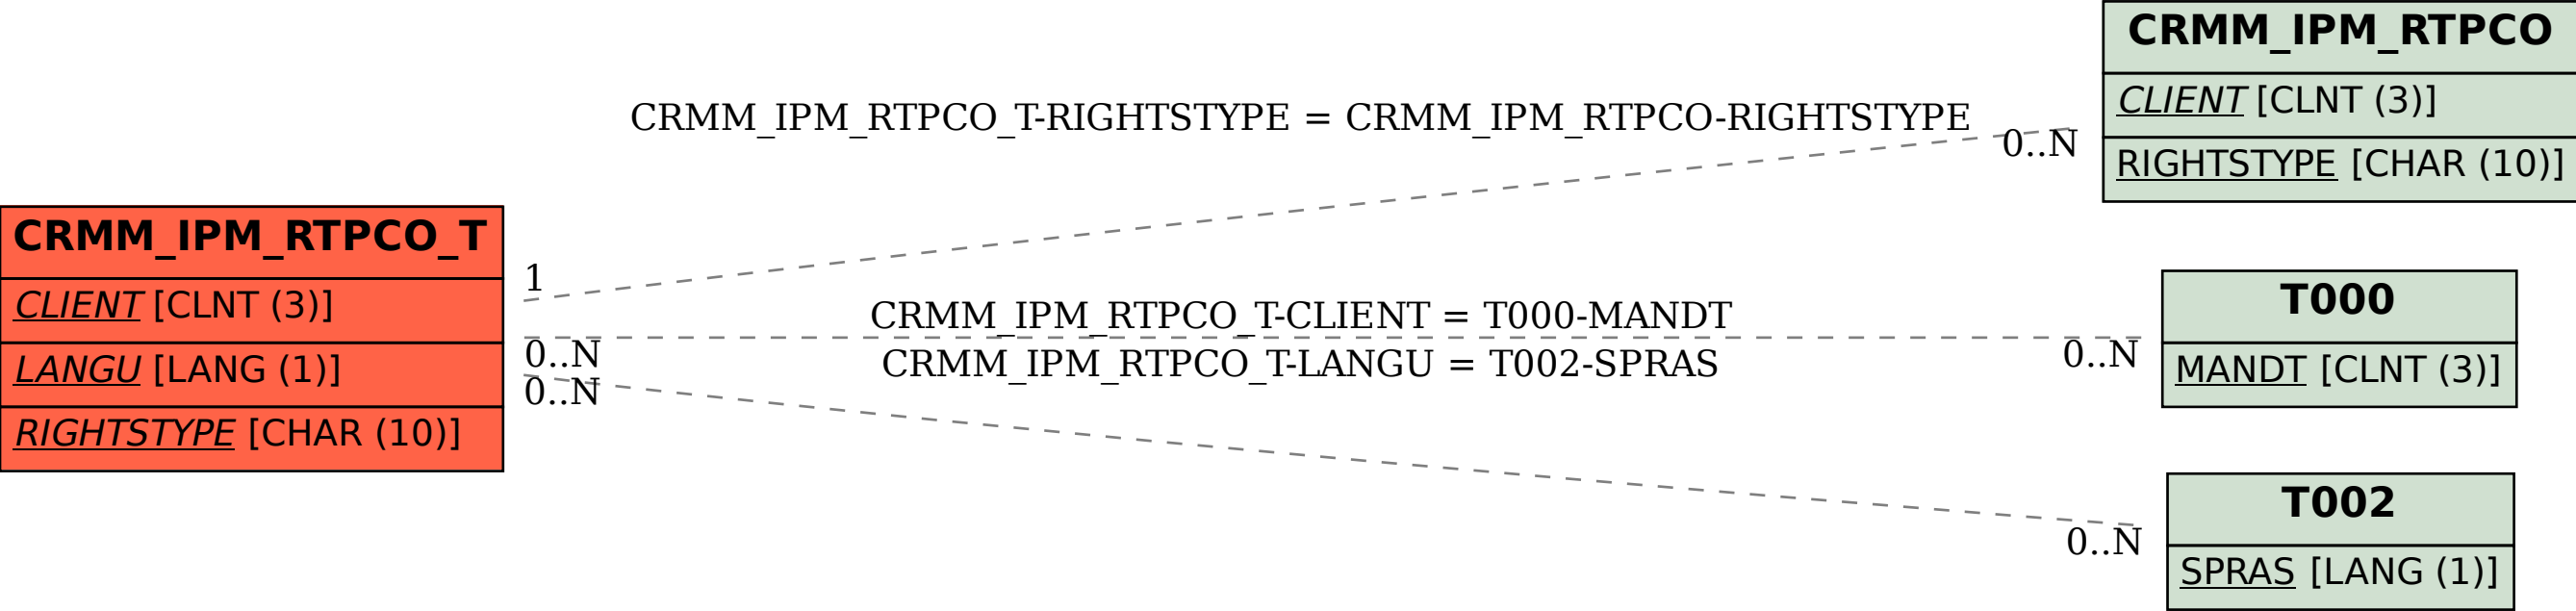 CRMM_IPM_RTPCO
CLIENT [CLNT (3)]
RIGHTSTYPE [CHAR (10)]
CRMM_IPM_RTPCO_T-RIGHTSTYPE = CRMM_IPM_RTPCO-RIGHTSTYPE
0..N
1
CRMM_IPM_RTPCO_T
CLIENT [CLNT (3)]
LANGU [LANG (1)]
RIGHTSTYPE [CHAR (10)]
CRMM_IPM_RTPCO_T-CLIENT = T000-MANDT
0..N
0..N
T000
MANDT [CLNT (3)]
CRMM_IPM_RTPCO_T-LANGU = T002-SPRAS
0..N
0..N
T002
SPRAS [LANG (1)]